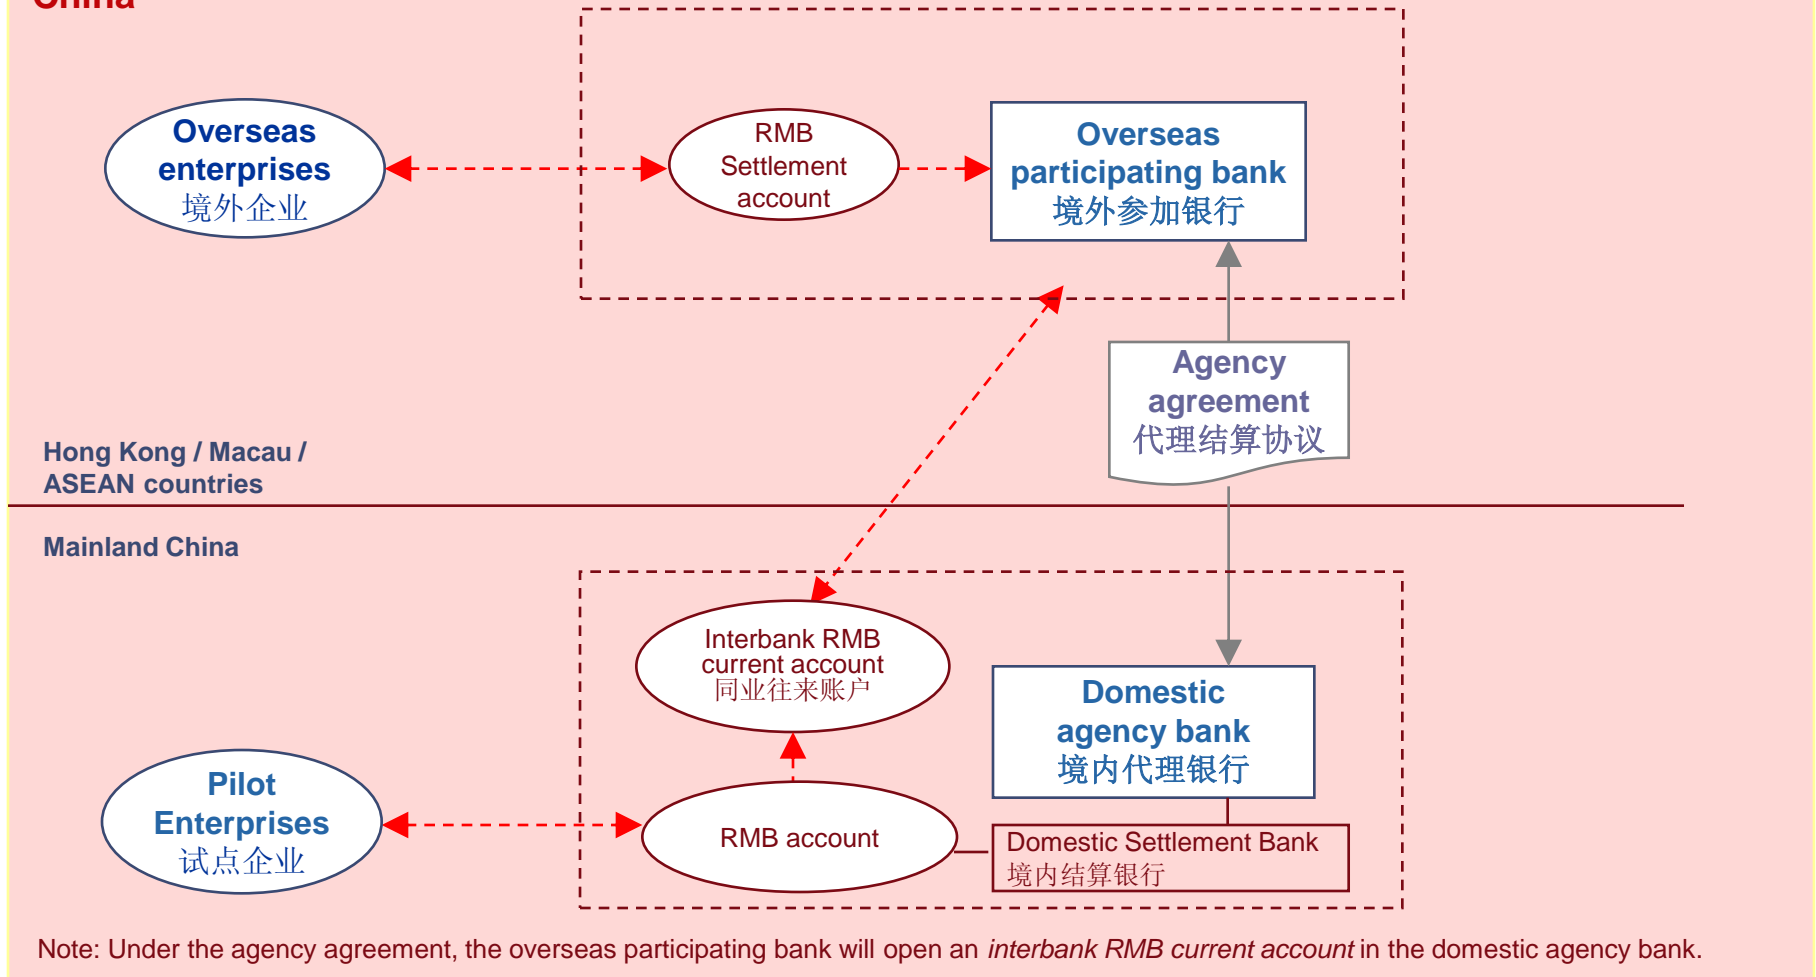 China
Overseas
enterprises
境外企业
RMB
Settlement
account
Overseas
participating bank
境外参加银行
Agency
agreement
代理结算协议
Hong Kong / Macau /
ASEAN countries
Mainland China
Interbank RMB
current account
同业往来账户
Domestic
agency bank
境内代理银行
Pilot
Enterprises
试点企业
RMB account
Domestic Settlement Bank
境内结算银行
Note: Under the agency agreement, the overseas participating bank will open an interbank RMB current account in the domestic agency bank.